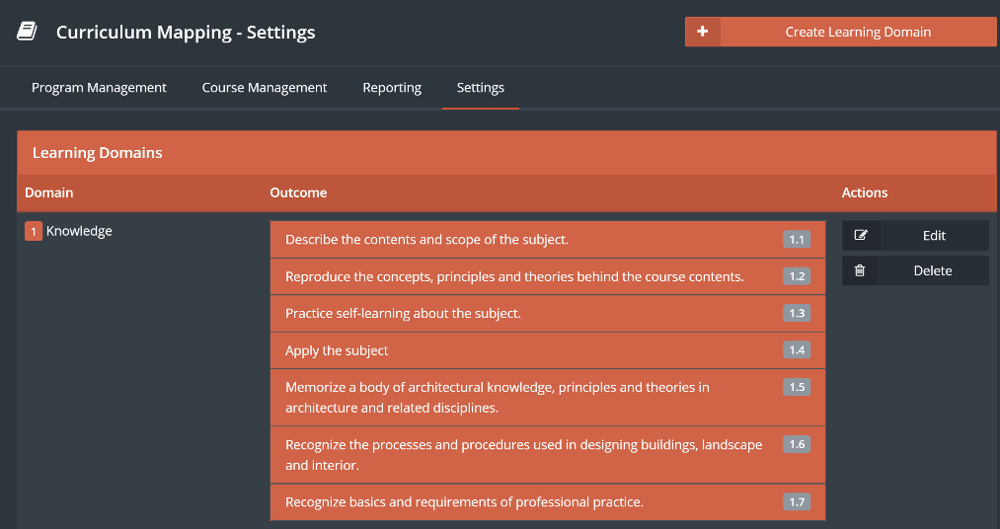 Curriculum Mapping - Settings
Create Learning Domain
Program Management
Course Management
Reporting
Settings
Learning Domains
Domain
Outcome
Actions
1 Knowledge
Describe the contents and scope of the subject. 1.1
Reproduce the concepts, principles and theories behind the course contents. 1.2
Practice self-learning about the subject. 1.3
Apply the subject 1.4
Memorize a body of architectural knowledge, principles and theories in 1.5
architecture and related disciplines.
Recognize the processes and procedures used in designing buildings, landscape 1.6
and interior.
Recognize basics and requirements of professional practice. 1.7
Edit
Delete